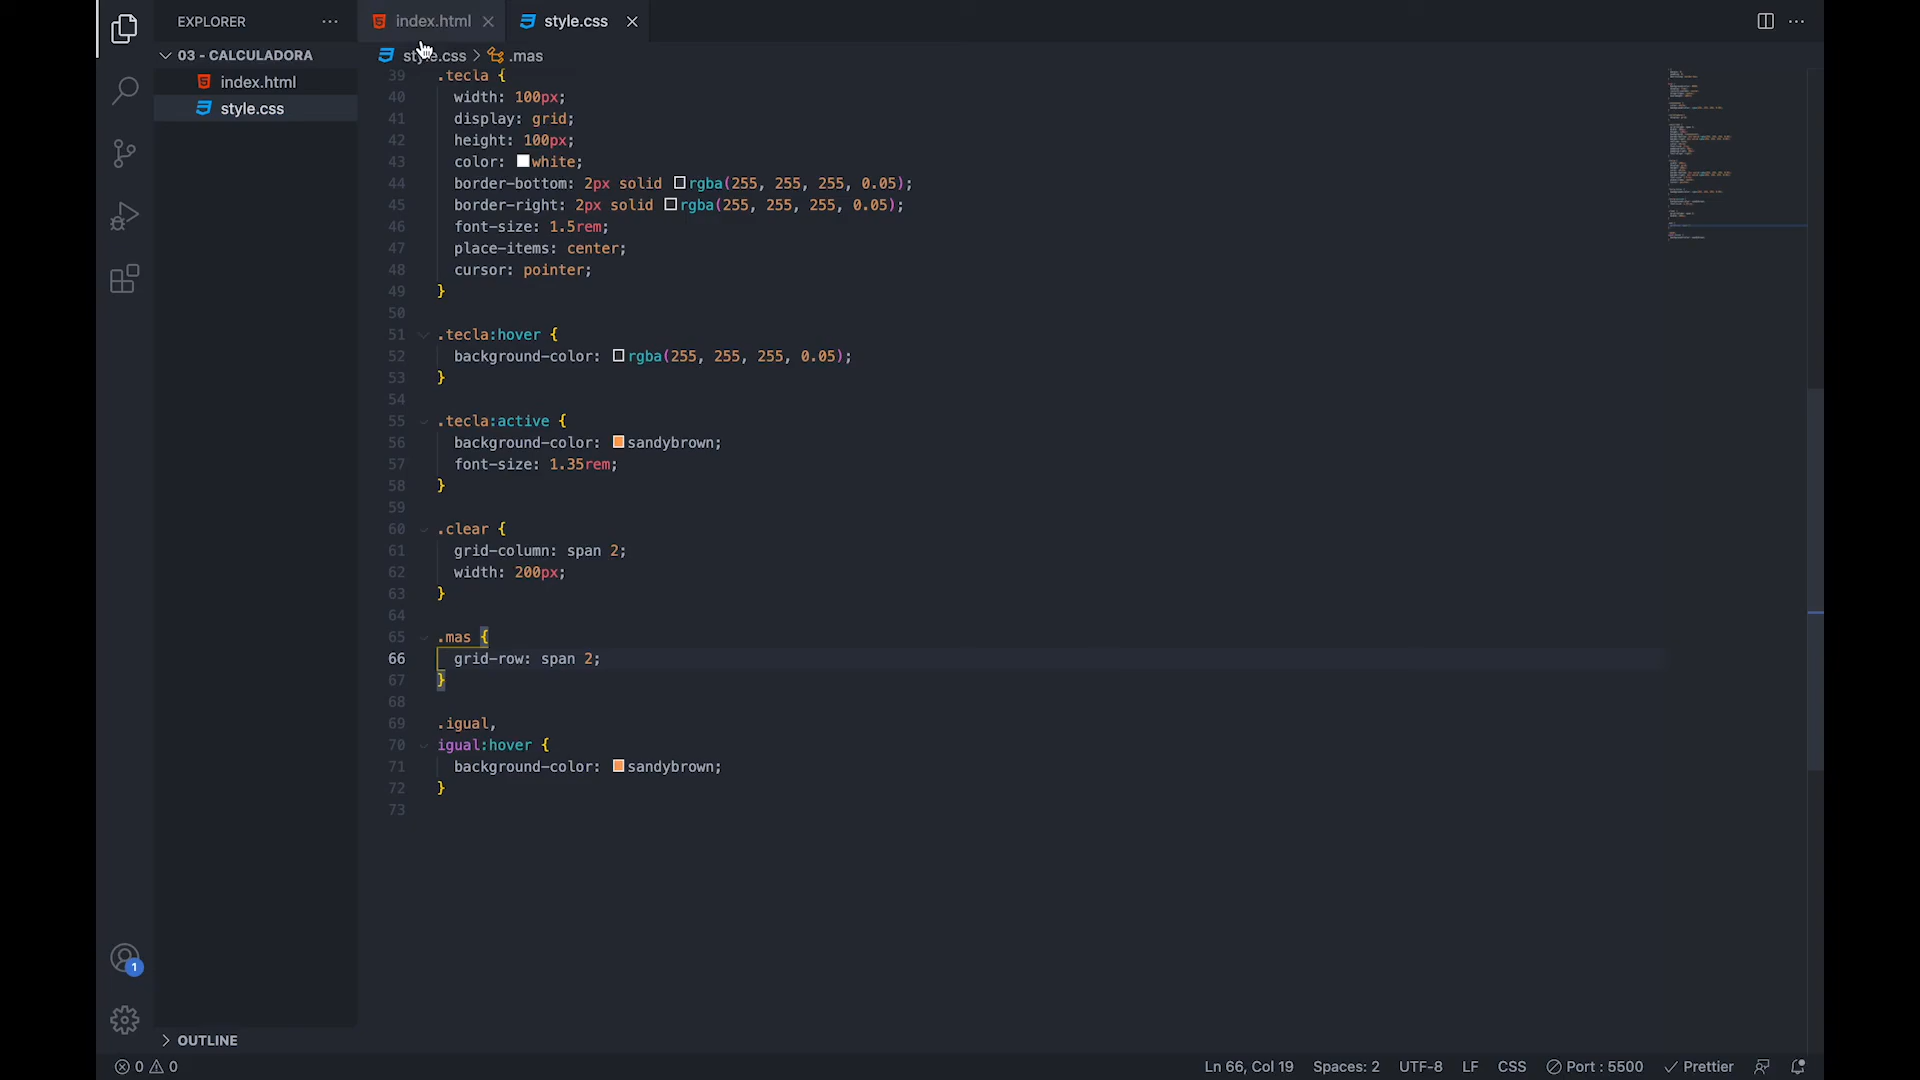 EXPLORER
index.html
style.css
03 - CALCULADORA
style.css > .mas
index.html
style.css
39 .tecla {
40 width: 100px;
41 display: grid;
42 height: 100px;
43 color: white;
44 border-bottom: 2px solid rgba(255, 255, 255, 0.05);
45 border-right: 2px solid rgba(255, 255, 255, 0.05);
46 font-size: 1.5rem;
47 place-items: center;
48 cursor: pointer;
49 }
50
51 .tecla:hover {
52 background-color: rgba(255, 255, 255, 0.05);
53 }
54
55 .tecla:active {
56 background-color: sandybrown;
57 font-size: 1.35rem;
58 }
59
60 .clear {
61 grid-column: span 2;
62 width: 200px;
63 }
64
65 .mas {
66 grid-row: span 2;
67 }
68
69 .igual,
70 igual:hover {
71 background-color: sandybrown;
72 }
73
1
OUTLINE
0 0
Ln 66, Col 19 Spaces: 2 UTF-8 LF CSS Port : 5500 Prettier